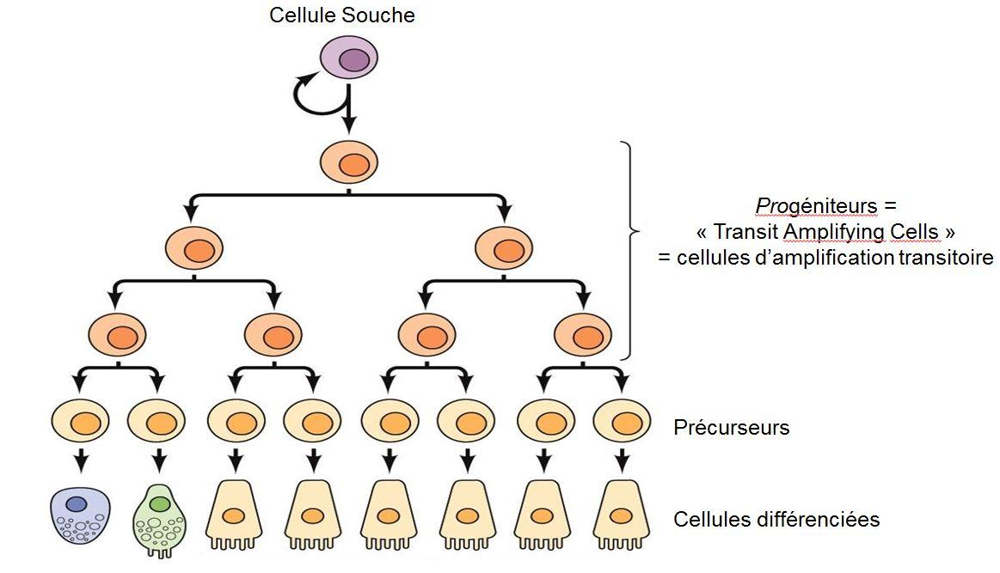 Cellule Souche
Progéniteurs =
« Transit Amplifying Cells »
= cellules d’amplification transitoire
Précurseurs
Cellules différenciées